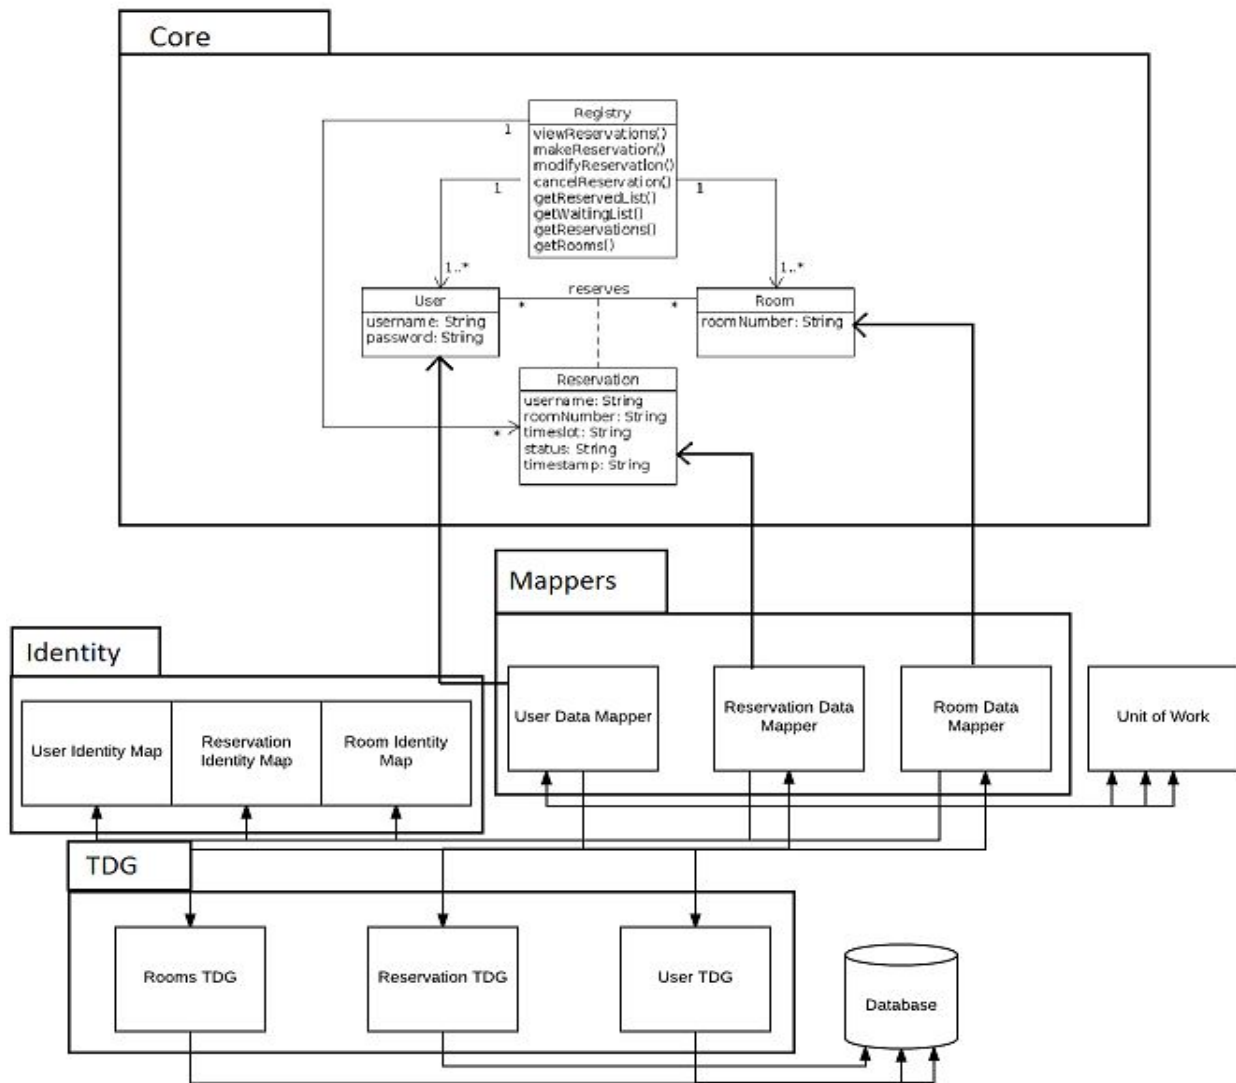 Core
Registry
viewReservations()
makeReservation()
modifyReservation()
cancelReservation()
getReservedList()
getWaitingList()
getReservations()
getRooms()
1
1
1
1..*
1..*
reserves
User
username: String
password: String
*
*
Room
roomNumber: String
Reservation
username: String
roomNumber: String
timeslot: String
status: String
timestamp: String
*
Mappers
User Data Mapper
Reservation Data
Mapper
Room Data
Mapper
Unit of Work
Identity
User Identity Map
Reservation
Identity Map
Room Identity
Map
TDG
Rooms TDG
Reservation TDG
User TDG
Database